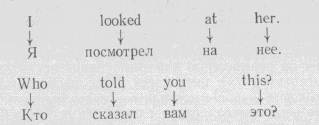 I looked at her.
Я посмотрел на нее.
Who told you this?
Кто сказал вам это?